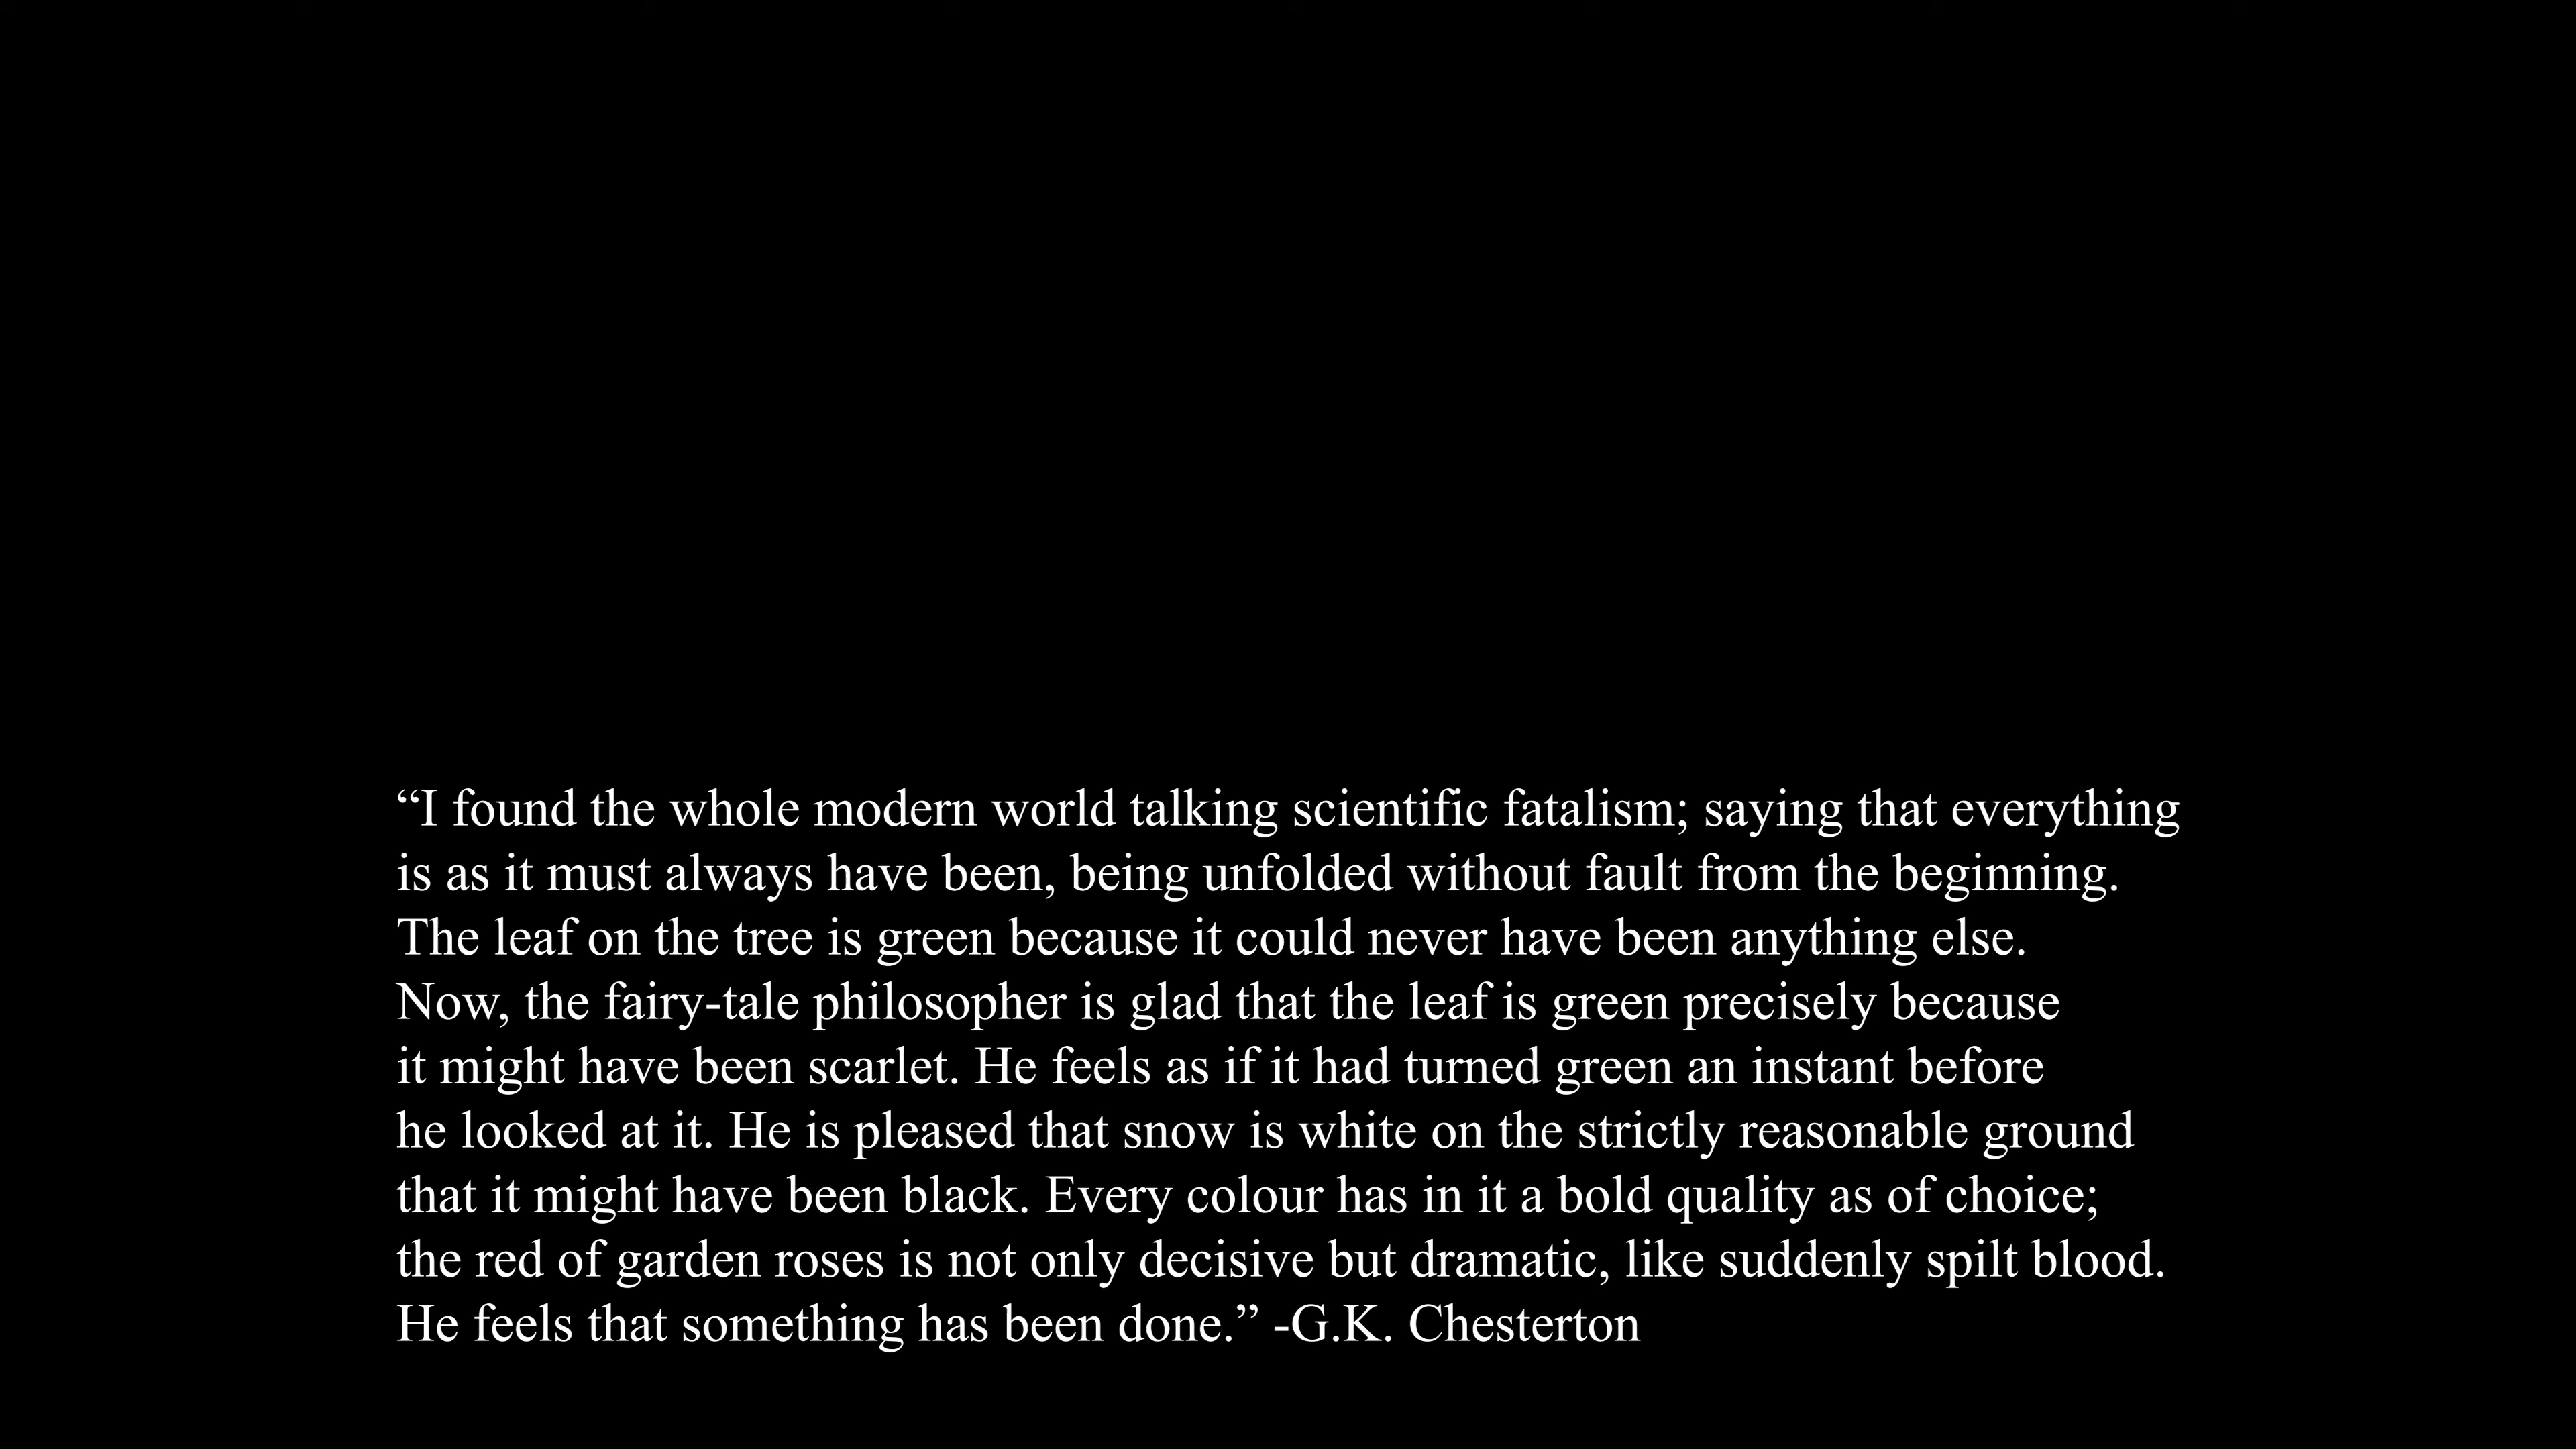 “I found the whole modern world talking scientific fatalism; saying that everything
is as it must always have been, being unfolded without fault from the beginning.
The leaf on the tree is green because it could never have been anything else.
Now, the fairy-tale philosopher is glad that the leaf is green precisely because
it might have been scarlet. He feels as if it had turned green an instant before
he looked at it. He is pleased that snow is white on the strictly reasonable ground
that it might have been black. Every colour has in it a bold quality as of choice;
the red of garden roses is not only decisive but dramatic, like suddenly spilt blood.
He feels that something has been done.” -G.K. Chesterton